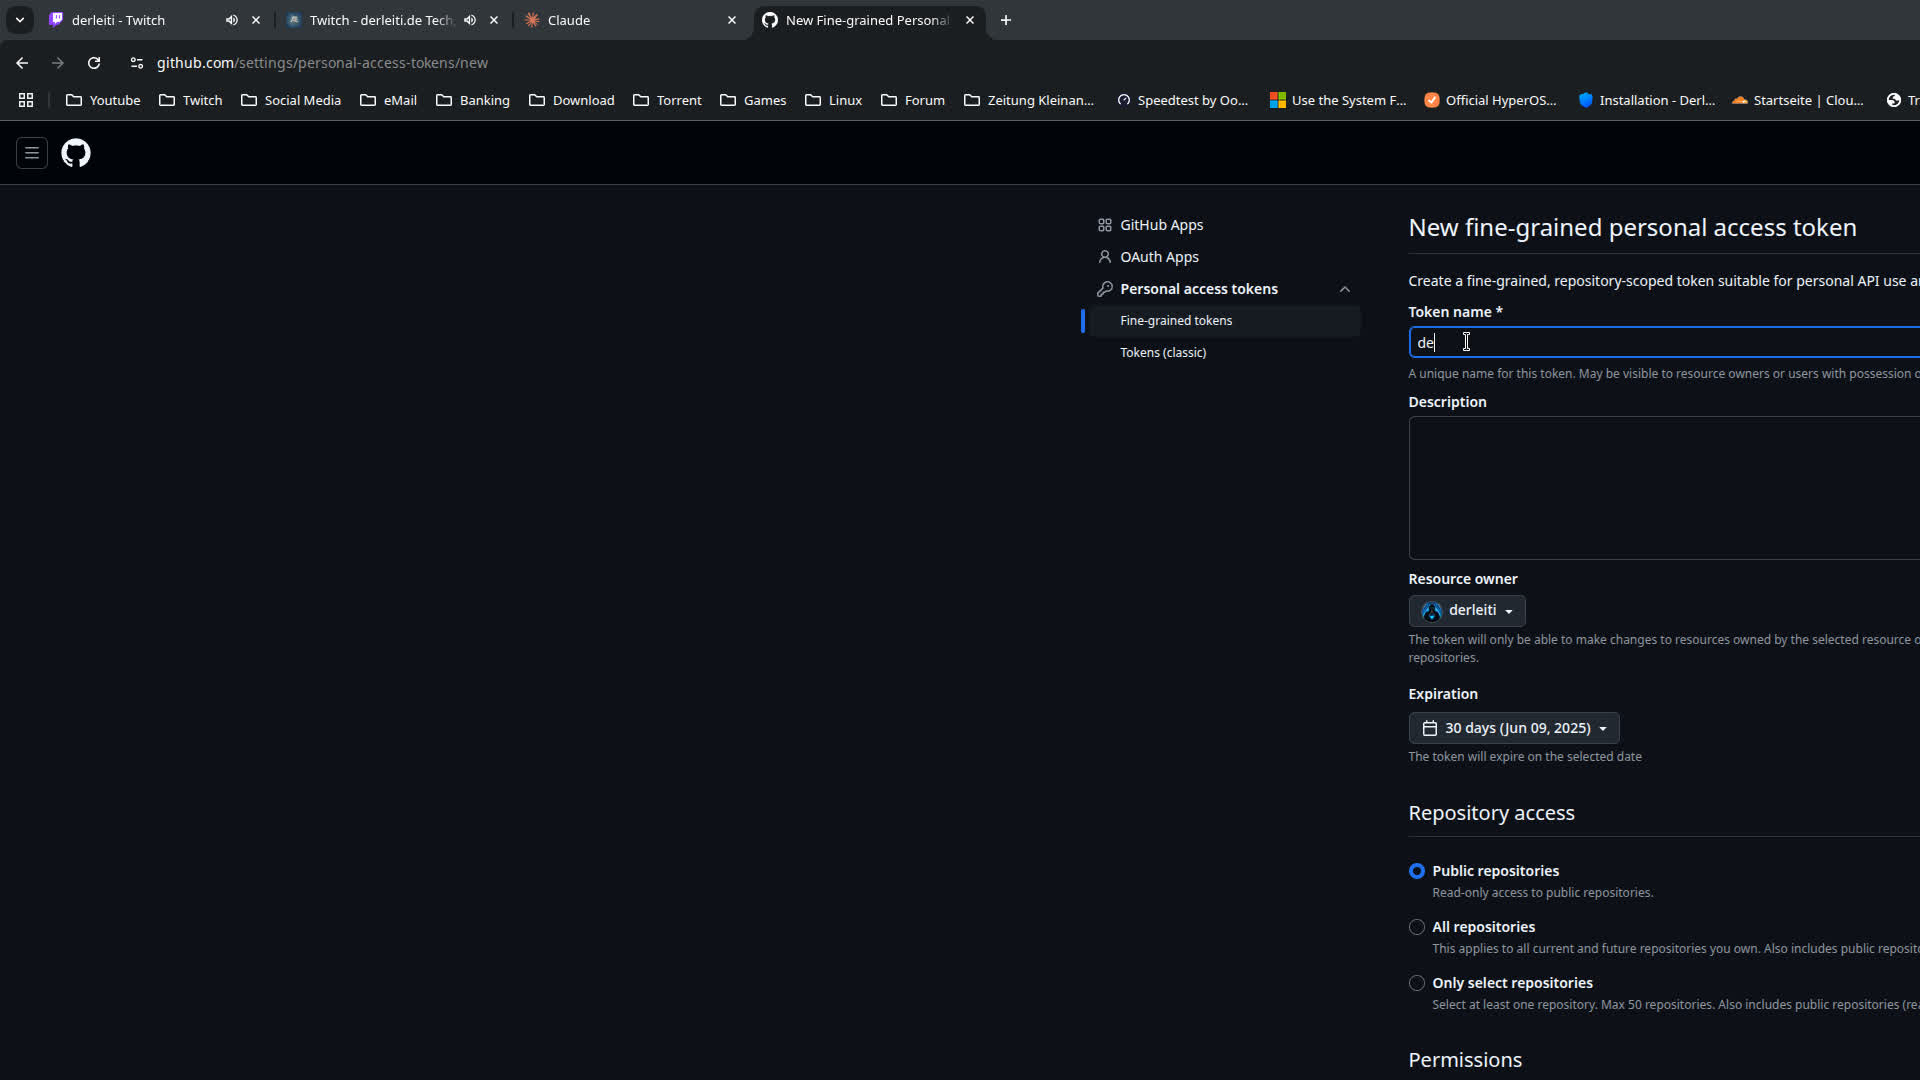 derleiti - Twitch
Twitch - derleiti.de Tech
Claude
New Fine-grained Personal
github.com/settings/personal-access-tokens/new
Youtube
Twitch
Social Media
eMail
Banking
Download
Torrent
Games
Linux
Forum
Zeitung Kleinan...
Speedtest by Oo...
Use the System F...
Official HyperOS...
Installation - Derl...
Startseite | Clou...
Tr
GitHub Apps
OAuth Apps
Personal access tokens
Fine-grained tokens
Tokens (classic)
New fine-grained personal access token
Create a fine-grained, repository-scoped token suitable for personal API use a
Token name *
de
A unique name for this token. May be visible to resource owners or users with possession o
Description
Resource owner
derleiti
The token will only be able to make changes to resources owned by the selected resource o
repositories.
Expiration
30 days (Jun 09, 2025)
The token will expire on the selected date
Repository access
Public repositories
Read-only access to public repositories.
All repositories
This applies to all current and future repositories you own. Also includes public reposit
Only select repositories
Select at least one repository. Max 50 repositories. Also includes public repositories (re
Permissions